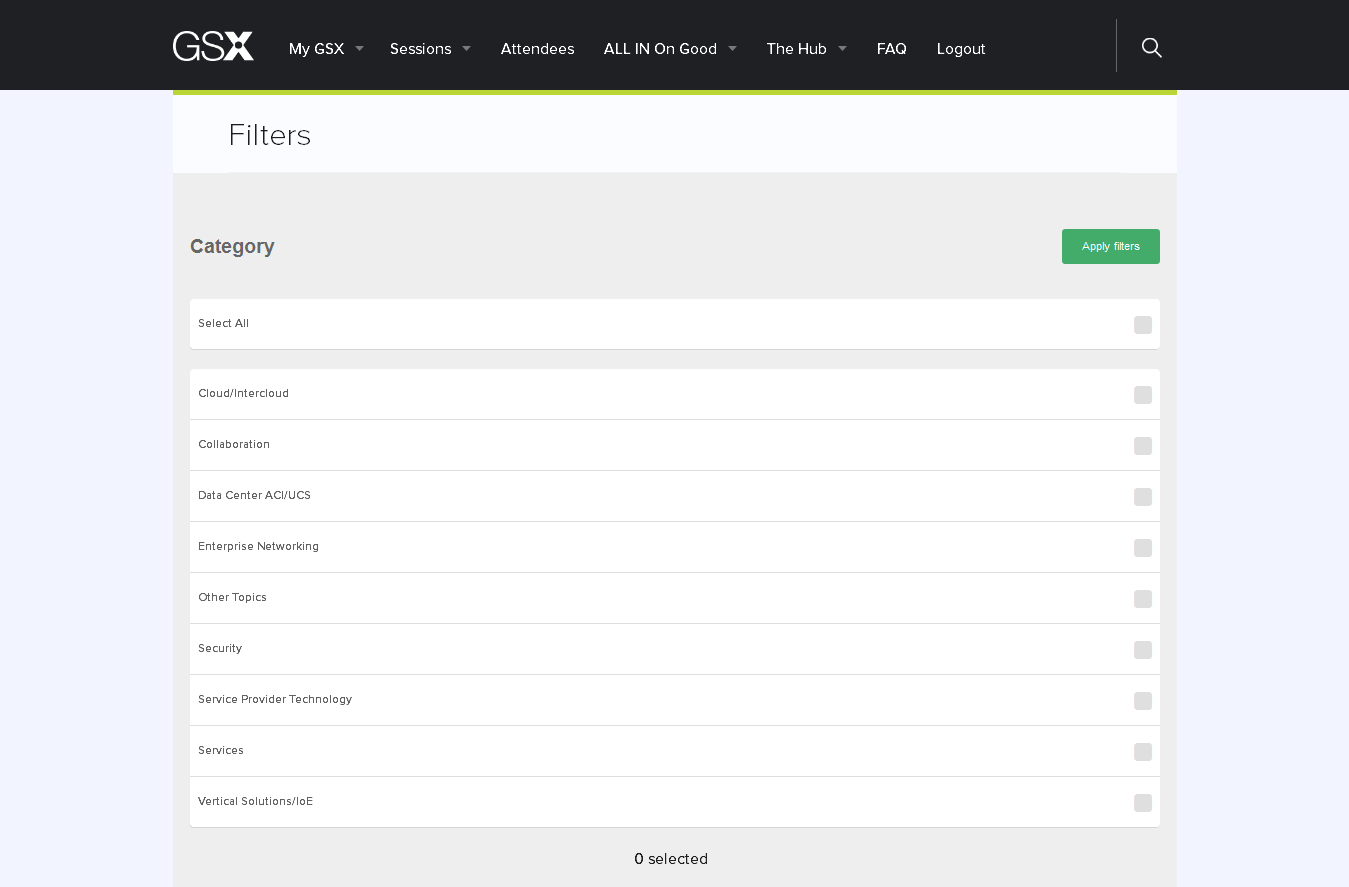 GSX My GSX Sessions Attendees ALL IN On Good The Hub FAQ Logout
Filters
Category Apply filters
Select All
Cloud/Intercloud
Collaboration
Data Center ACI/UCS
Enterprise Networking
Other Topics
Security
Service Provider Technology
Services
Vertical Solutions/IoE
0 selected